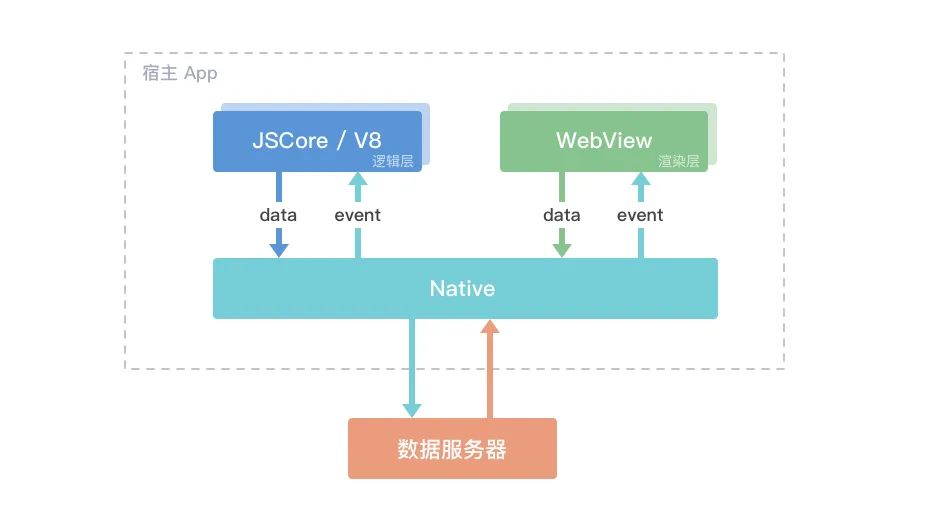 宿主 App
JSCore / V8
逻辑层
WebView
渲染层
data
event
data
event
Native
数据服务器